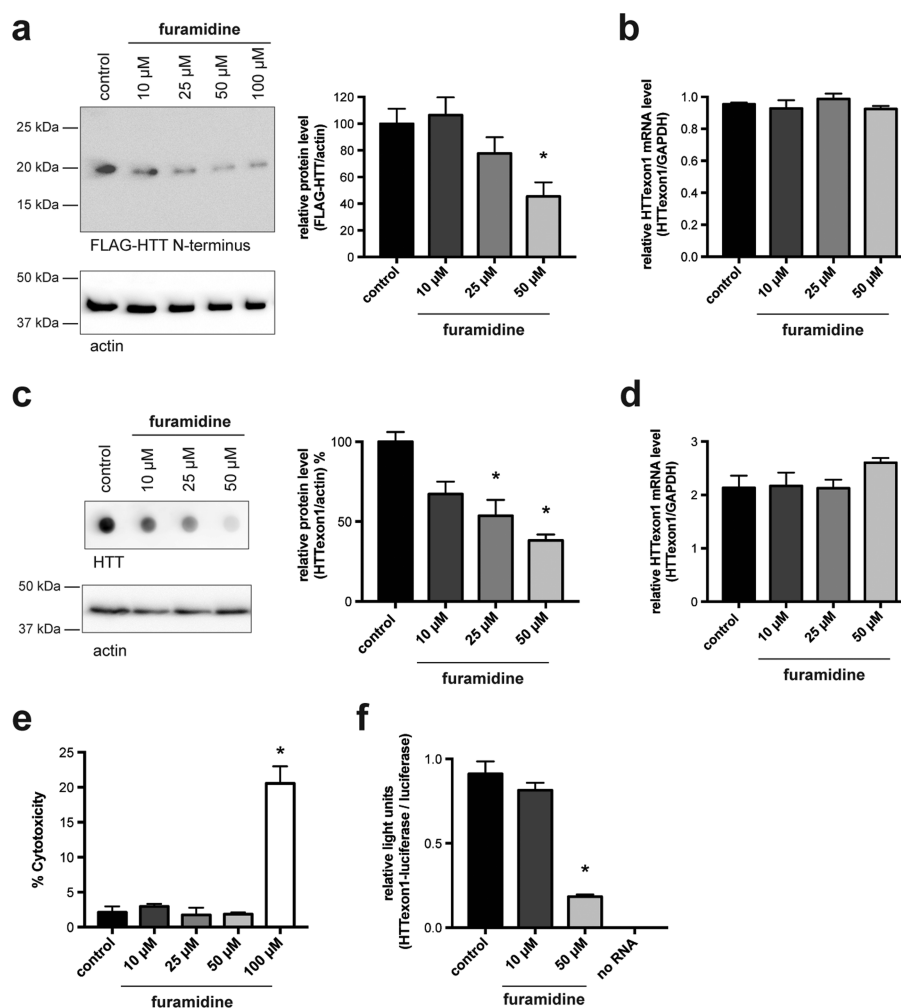 a
furamidine
control
10 µM
25 µM
50 µM
100 µM
25 kDa
20 kDa
15 kDa
FLAG-HTT N-terminus
50 kDa
37 kDa
actin
relative protein level
(FLAG-HTT/actin)
120
100
80
60
40
20
0
*
control
10 µM
25 µM
50 µM
furamidine
b
relative HTTexon1 mRNA level
(HTTexon1/GAPDH)
1.0
0.8
0.6
0.4
0.2
0.0
control
10 µM
25 µM
50 µM
furamidine
c
furamidine
control
10 µM
25 µM
50 µM
HTT
50 kDa
37 kDa
actin
relative protein level
(HTTexon1/actin) %
100
50
0
*
*
control
10 µM
25 µM
50 µM
furamidine
d
relative HTTexon1 mRNA level
(HTTexon1/GAPDH)
3
2
1
0
control
10 µM
25 µM
50 µM
furamidine
e
% Cytotoxicity
25
20
15
10
5
0
*
control
10 µM
25 µM
50 µM
100 µM
furamidine
f
relative light units
(HTTexon1-luciferase / luciferase)
1.0
0.5
0.0
*
control
10 µM
50 µM
no RNA
furamidine